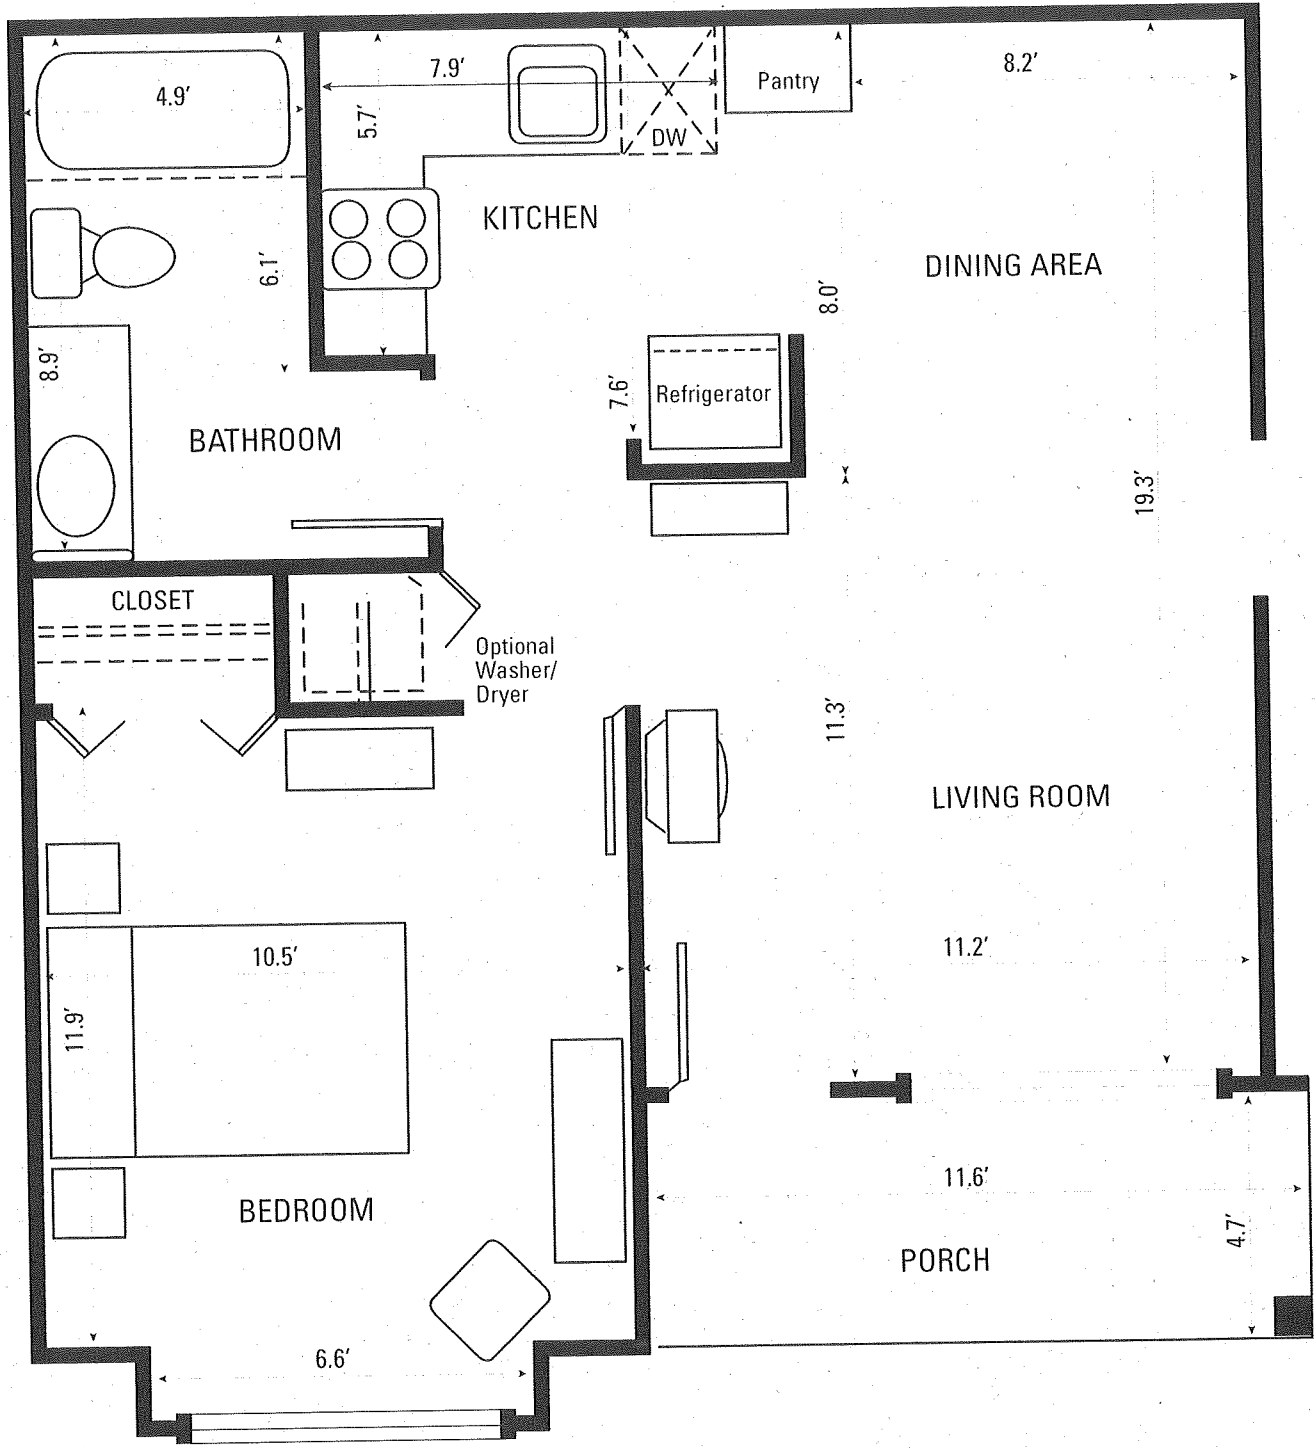 4.9′
7.9′
5.7′
DW
Pantry
8.2′
KITCHEN
6.1′
DINING AREA
8.0′
8.9′
7.6′
Refrigerator
BATHROOM
19.3′
CLOSET
Optional
Washer/
Dryer
11.3′
LIVING ROOM
10.5′
11.2′
11.9′
11.6′
BEDROOM
4.7′
PORCH
6.6′